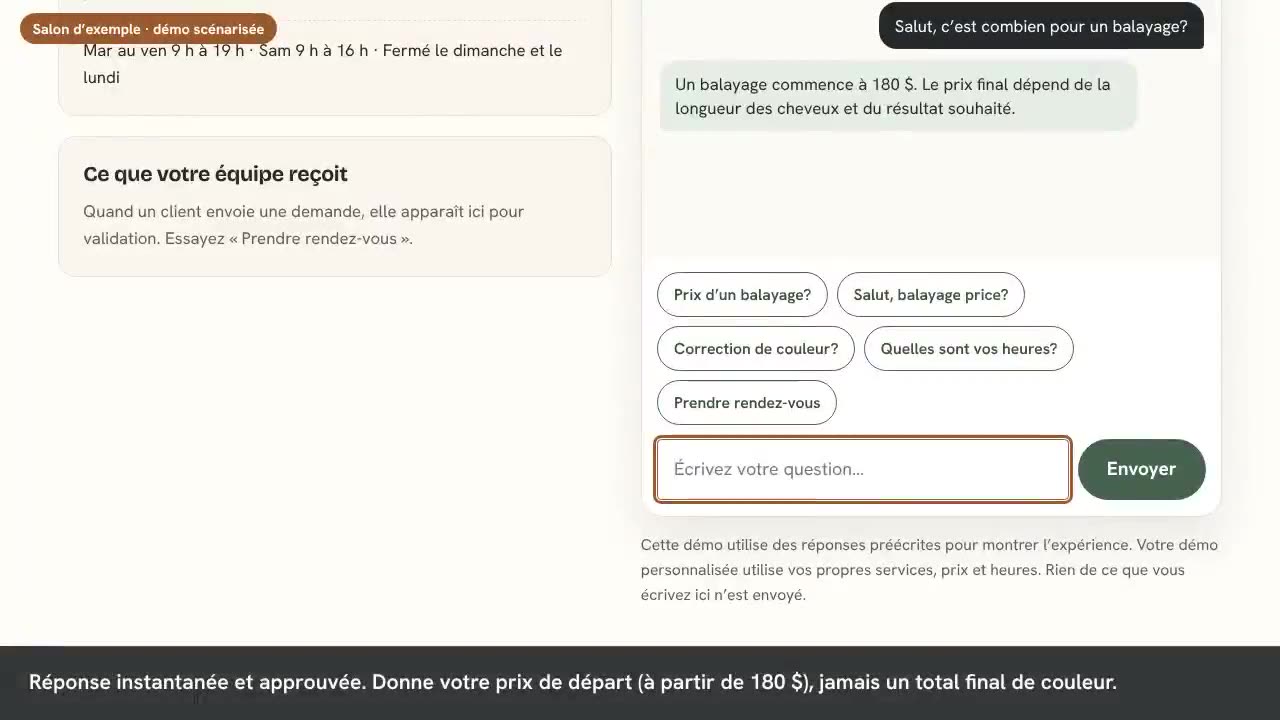 Salon d’exemple · démo scénarisée
Mar au ven 9 h à 19 h · Sam 9 h à 16 h · Fermé le dimanche et le
lundi
Ce que votre équipe reçoit
Quand un client envoie une demande, elle apparaît ici pour
validation. Essayez « Prendre rendez-vous ».
Salut, c’est combien pour un balayage?
Un balayage commence à 180 $. Le prix final dépend de la
longueur des cheveux et du résultat souhaité.
Prix d’un balayage?
Salut, balayage price?
Correction de couleur?
Quelles sont vos heures?
Prendre rendez-vous
Écrivez votre question...
Envoyer
Cette démo utilise des réponses préécrites pour montrer l’expérience. Votre démo
personnalisée utilise vos propres services, prix et heures. Rien de ce que vous
écrivez ici n’est envoyé.
Réponse instantanée et approuvée. Donne votre prix de départ (à partir de 180 $), jamais un total final de couleur.